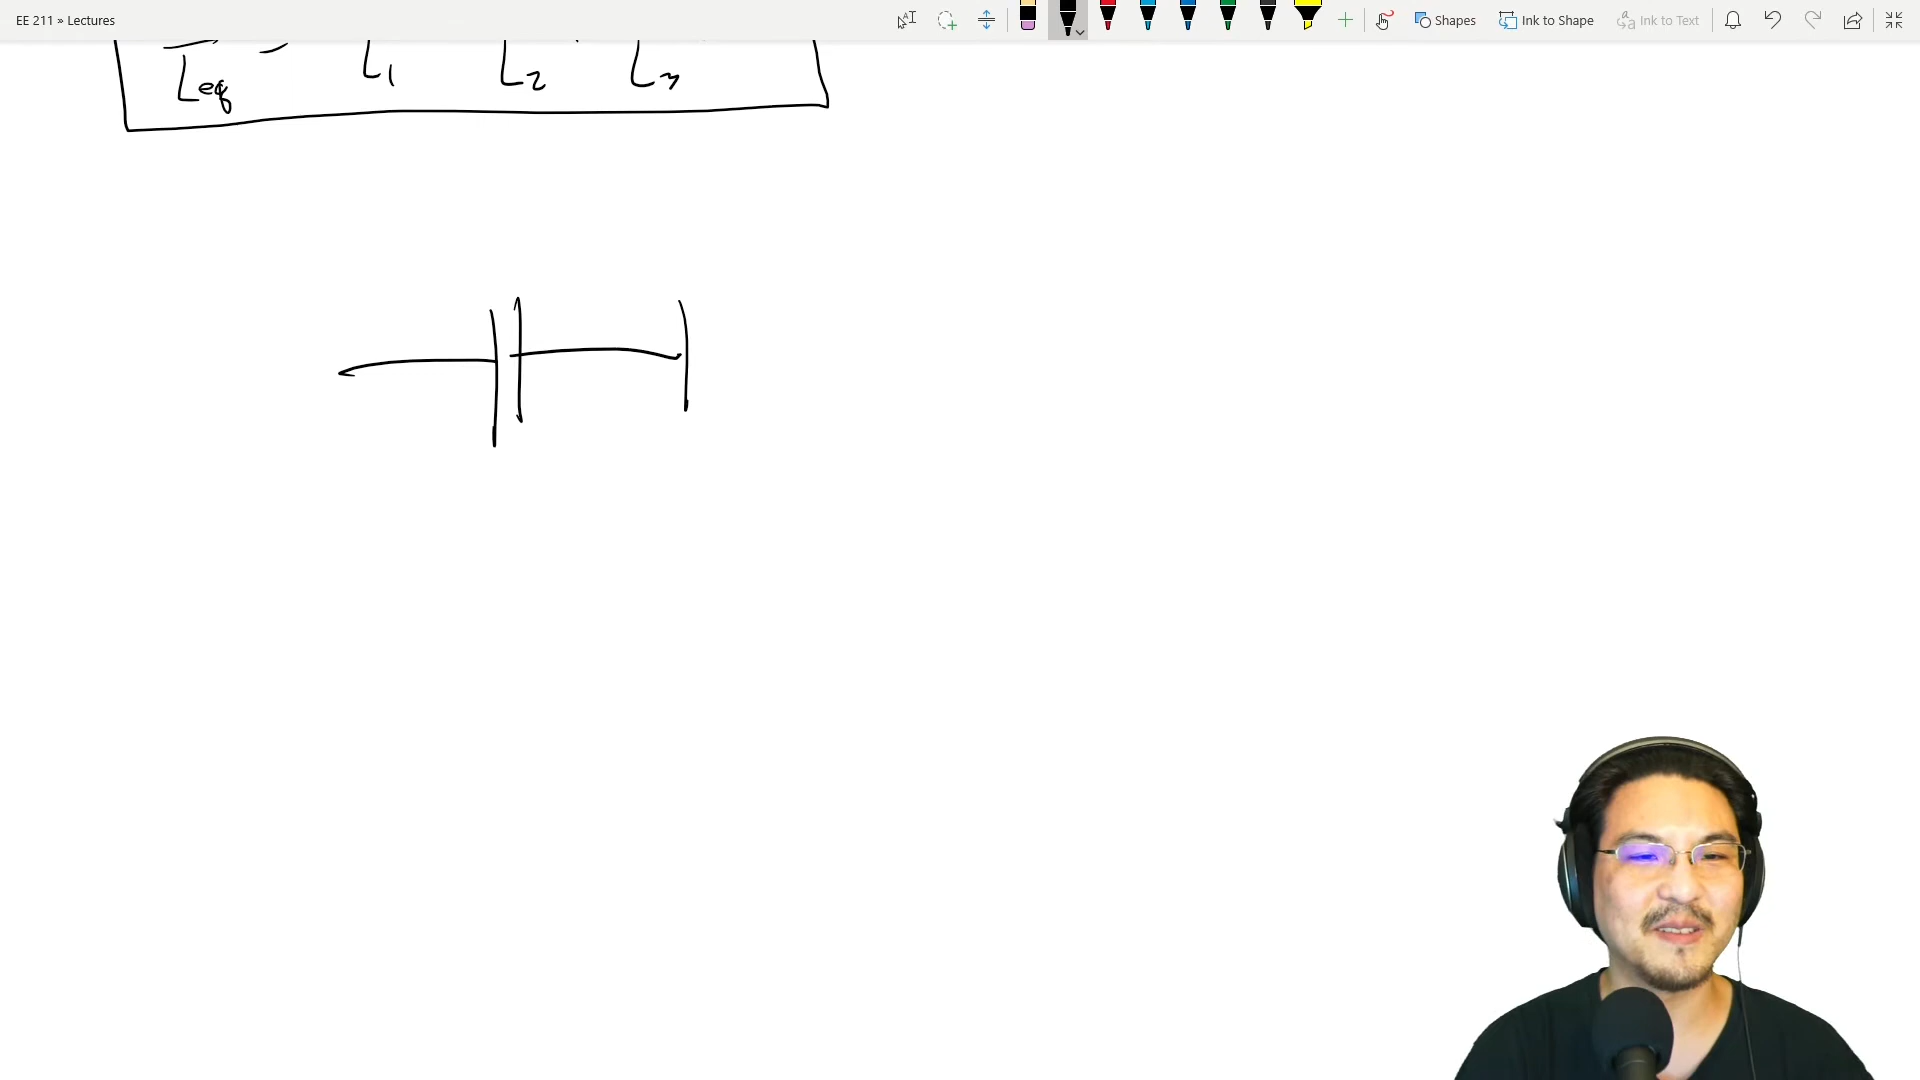 EE 211 » Lectures
Shapes
Ink to Shape
Ink to Text
Leq = L1 L2 L3